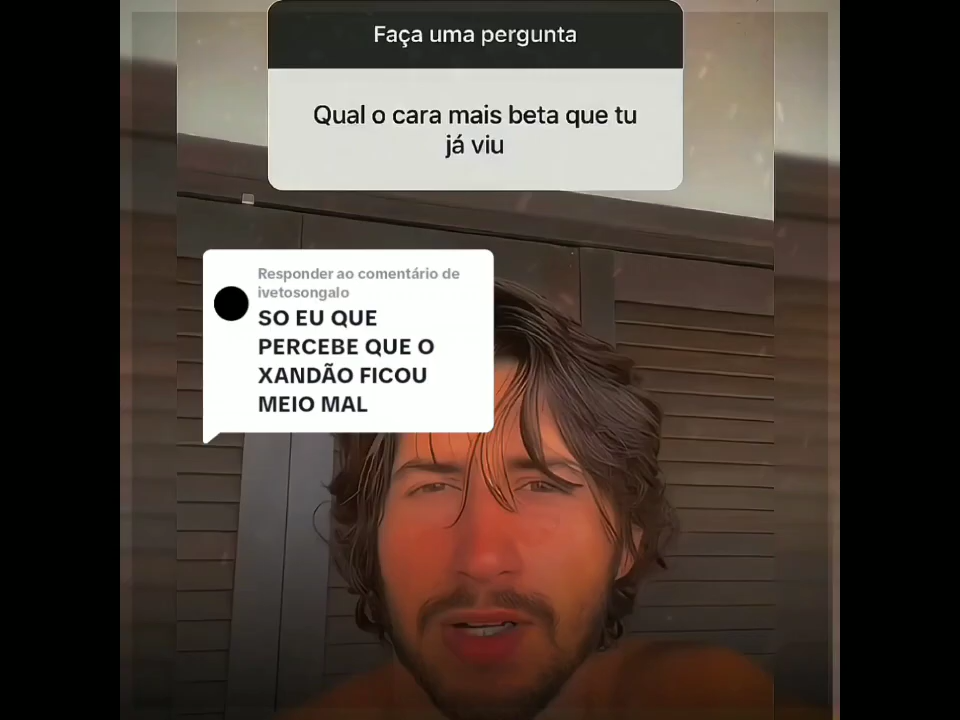 Faça uma pergunta
Qual o cara mais beta que tu
já viu
Responder ao comentário de
ivetosongalo
SO EU QUE
PERCEBE QUE O
XANDÃO FICOU
MEIO MAL